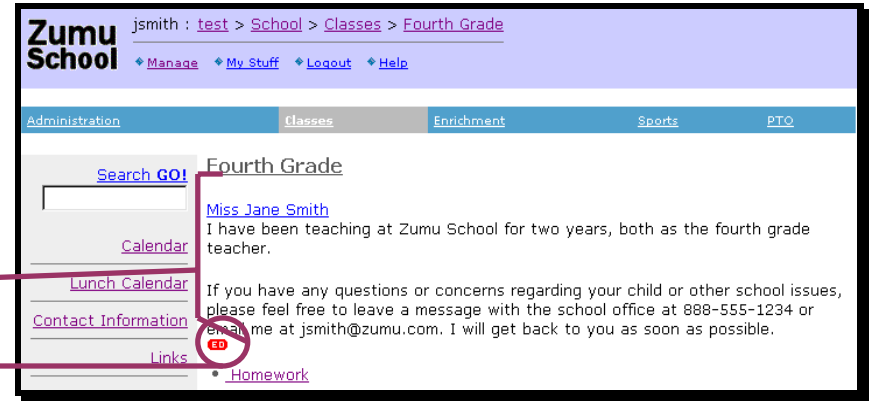 Zumu
School
jsmith : test > School > Classes > Fourth Grade
Manage My Stuff Logout Help
Administration Classes Enrichment Sports PTO
Search GO!
Calendar
Lunch Calendar
Contact Information
Links
Fourth Grade
Miss Jane Smith
I have been teaching at Zumu School for two years, both as the fourth grade
teacher.
If you have any questions or concerns regarding your child or other school issues,
please feel free to leave a message with the school office at 888-555-1234 or
email me at jsmith@zumu.com. I will get back to you as soon as possible.
ED
• Homework